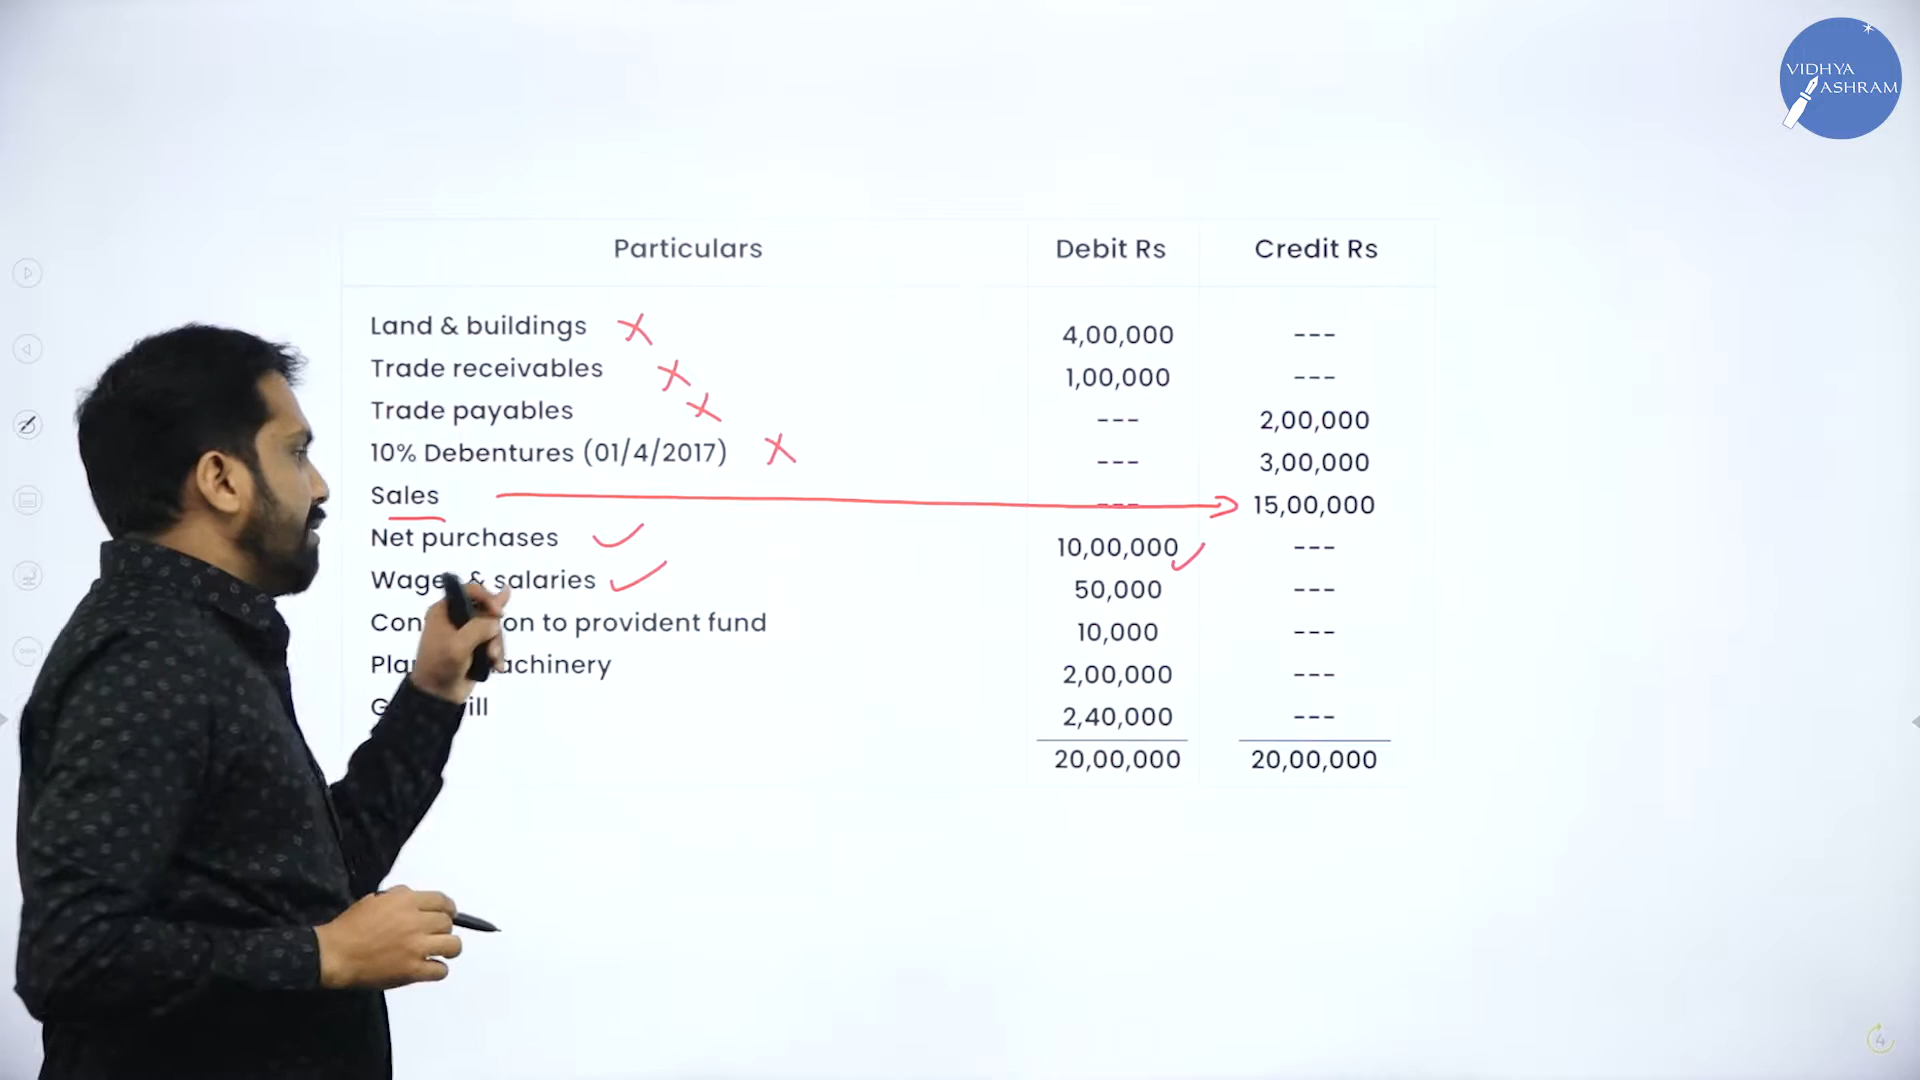 VIDHYA
ASHRAM
Particulars Debit Rs Credit Rs
Land & buildings 4,00,000 ---
Trade receivables 1,00,000 ---
Trade payables --- 2,00,000
10% Debentures (01/4/2017) --- 3,00,000
Sales --- 15,00,000
Net purchases 10,00,000 ---
& salaries 50,000 ---
to provident fund 10,000 ---
2,00,000 ---
2,40,000 ---
20,00,000 20,00,000
4